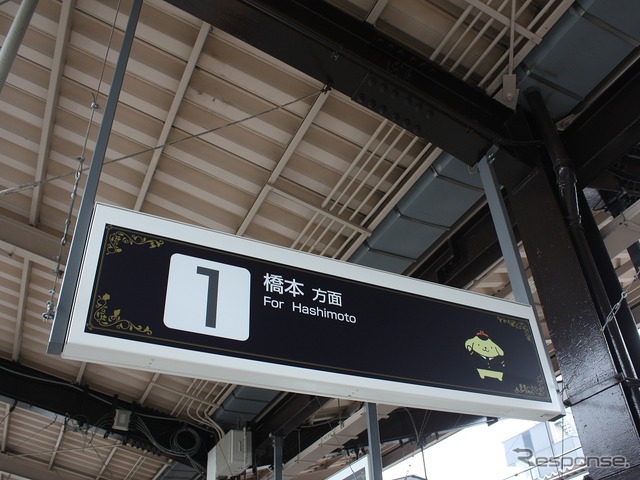 1
橋本 方面
For Hashimoto
Response.